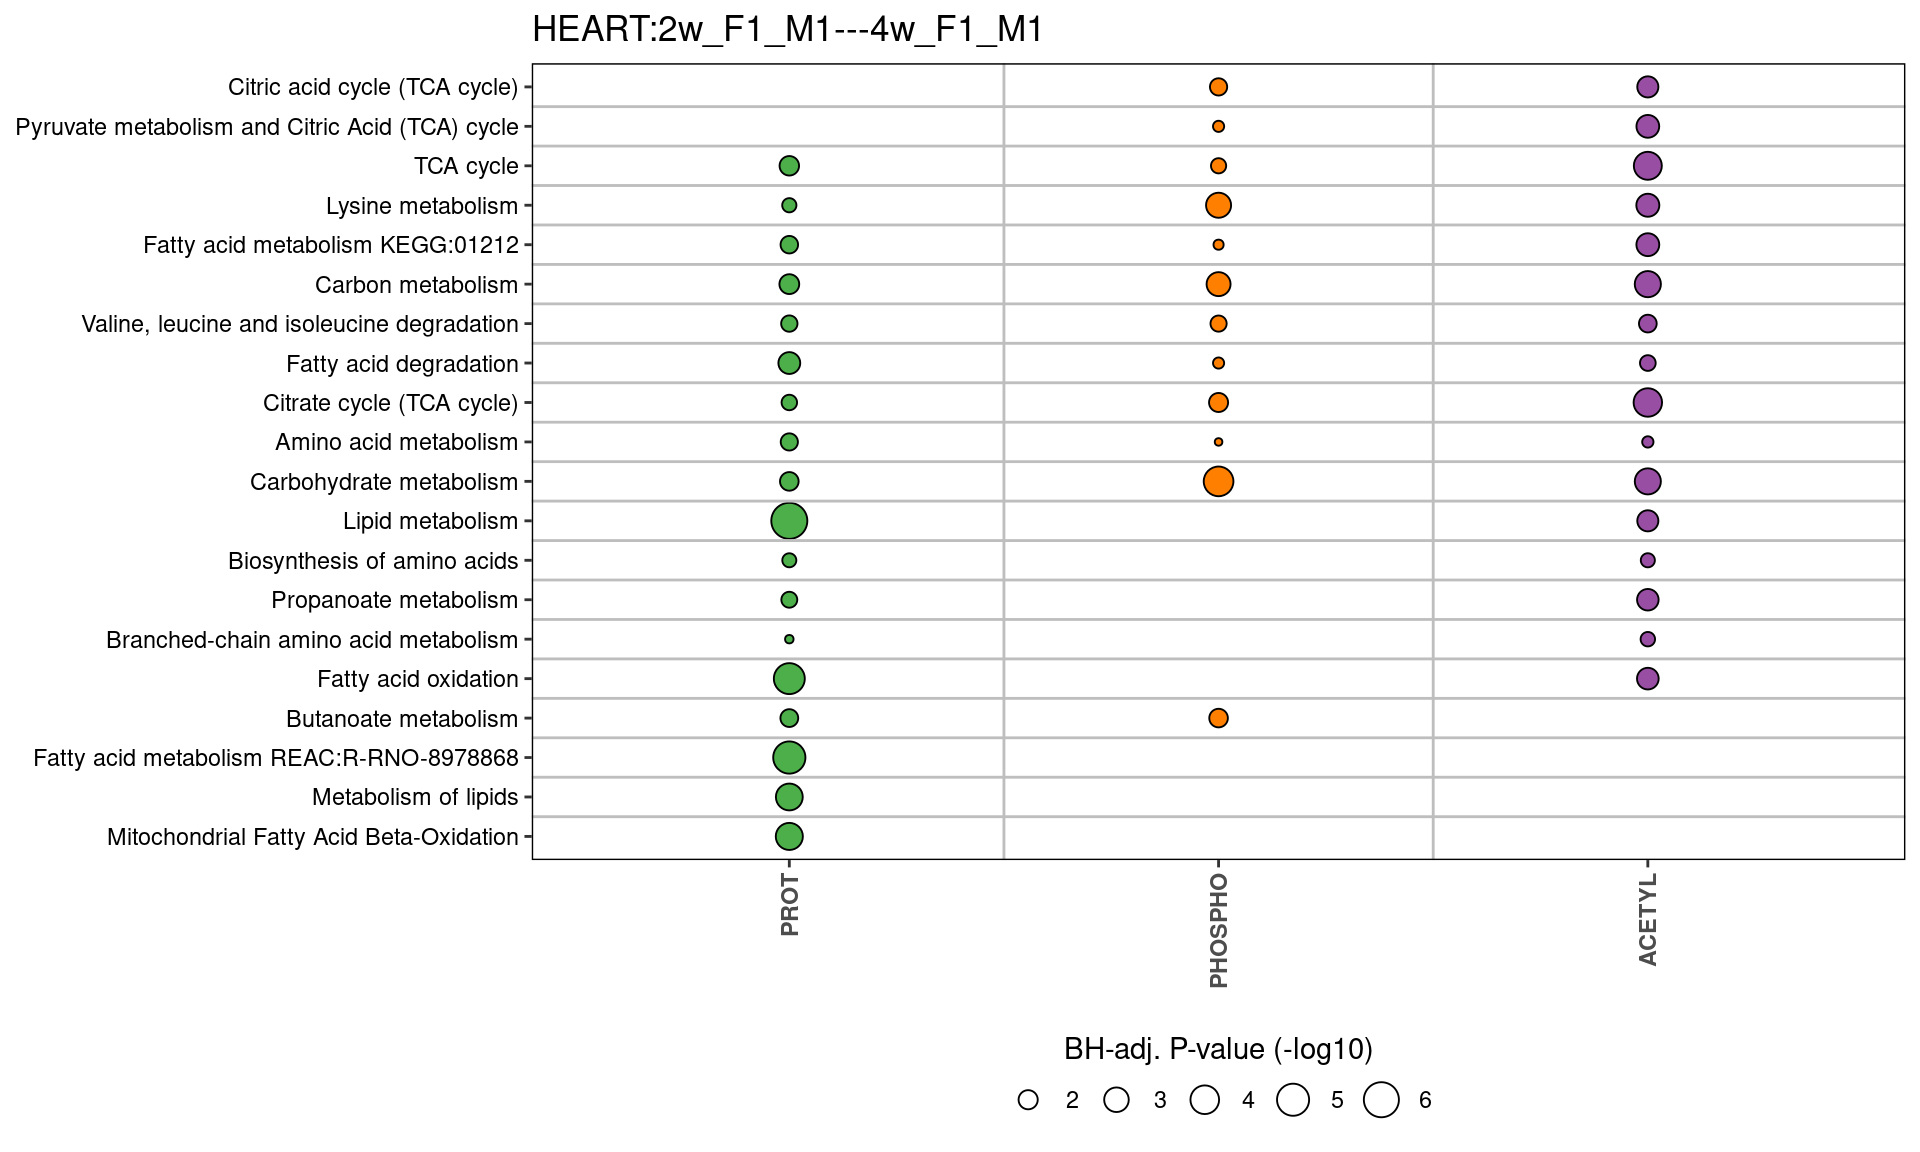 HEART:2w_F1_M1---4w_F1_M1
Citric acid cycle (TCA cycle)
Pyruvate metabolism and Citric Acid (TCA) cycle
TCA cycle
Lysine metabolism
Fatty acid metabolism KEGG:01212
Carbon metabolism
Valine, leucine and isoleucine degradation
Fatty acid degradation
Citrate cycle (TCA cycle)
Amino acid metabolism
Carbohydrate metabolism
Lipid metabolism
Biosynthesis of amino acids
Propanoate metabolism
Branched-chain amino acid metabolism
Fatty acid oxidation
Butanoate metabolism
Fatty acid metabolism REAC:R-RNO-8978868
Metabolism of lipids
Mitochondrial Fatty Acid Beta-Oxidation
PROT
PHOSPHO
ACETYL
BH-adj. P-value (-log10)
2 3 4 5 6